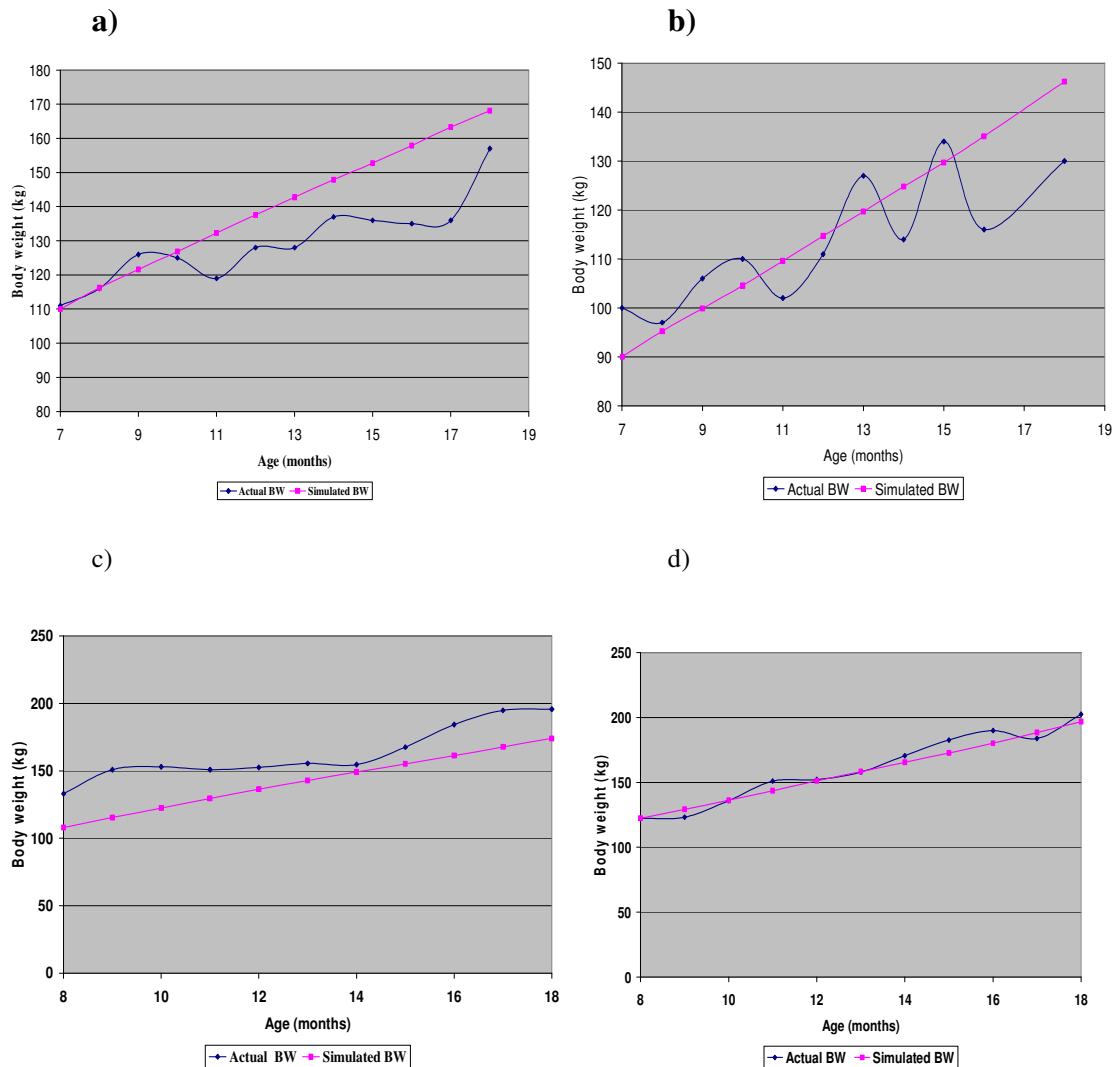 a)
180
170
160
150
140
130
120
110
100
90
80
Body weight (kg)
7 9 11 13 15 17 19
Age (months)
Actual BW Simulated BW
b)
150
140
130
120
110
100
90
80
Body weight (kg)
7 9 11 13 15 17 19
Age (months)
Actual BW Simulated BW
c)
250
200
150
100
50
0
Body weight (kg)
8 10 12 14 16 18
Age (months)
Actual BW Simulated BW
d)
250
200
150
100
50
0
Body weight (kg)
8 10 12 14 16 18
Age (months)
Actual BW Simulated BW